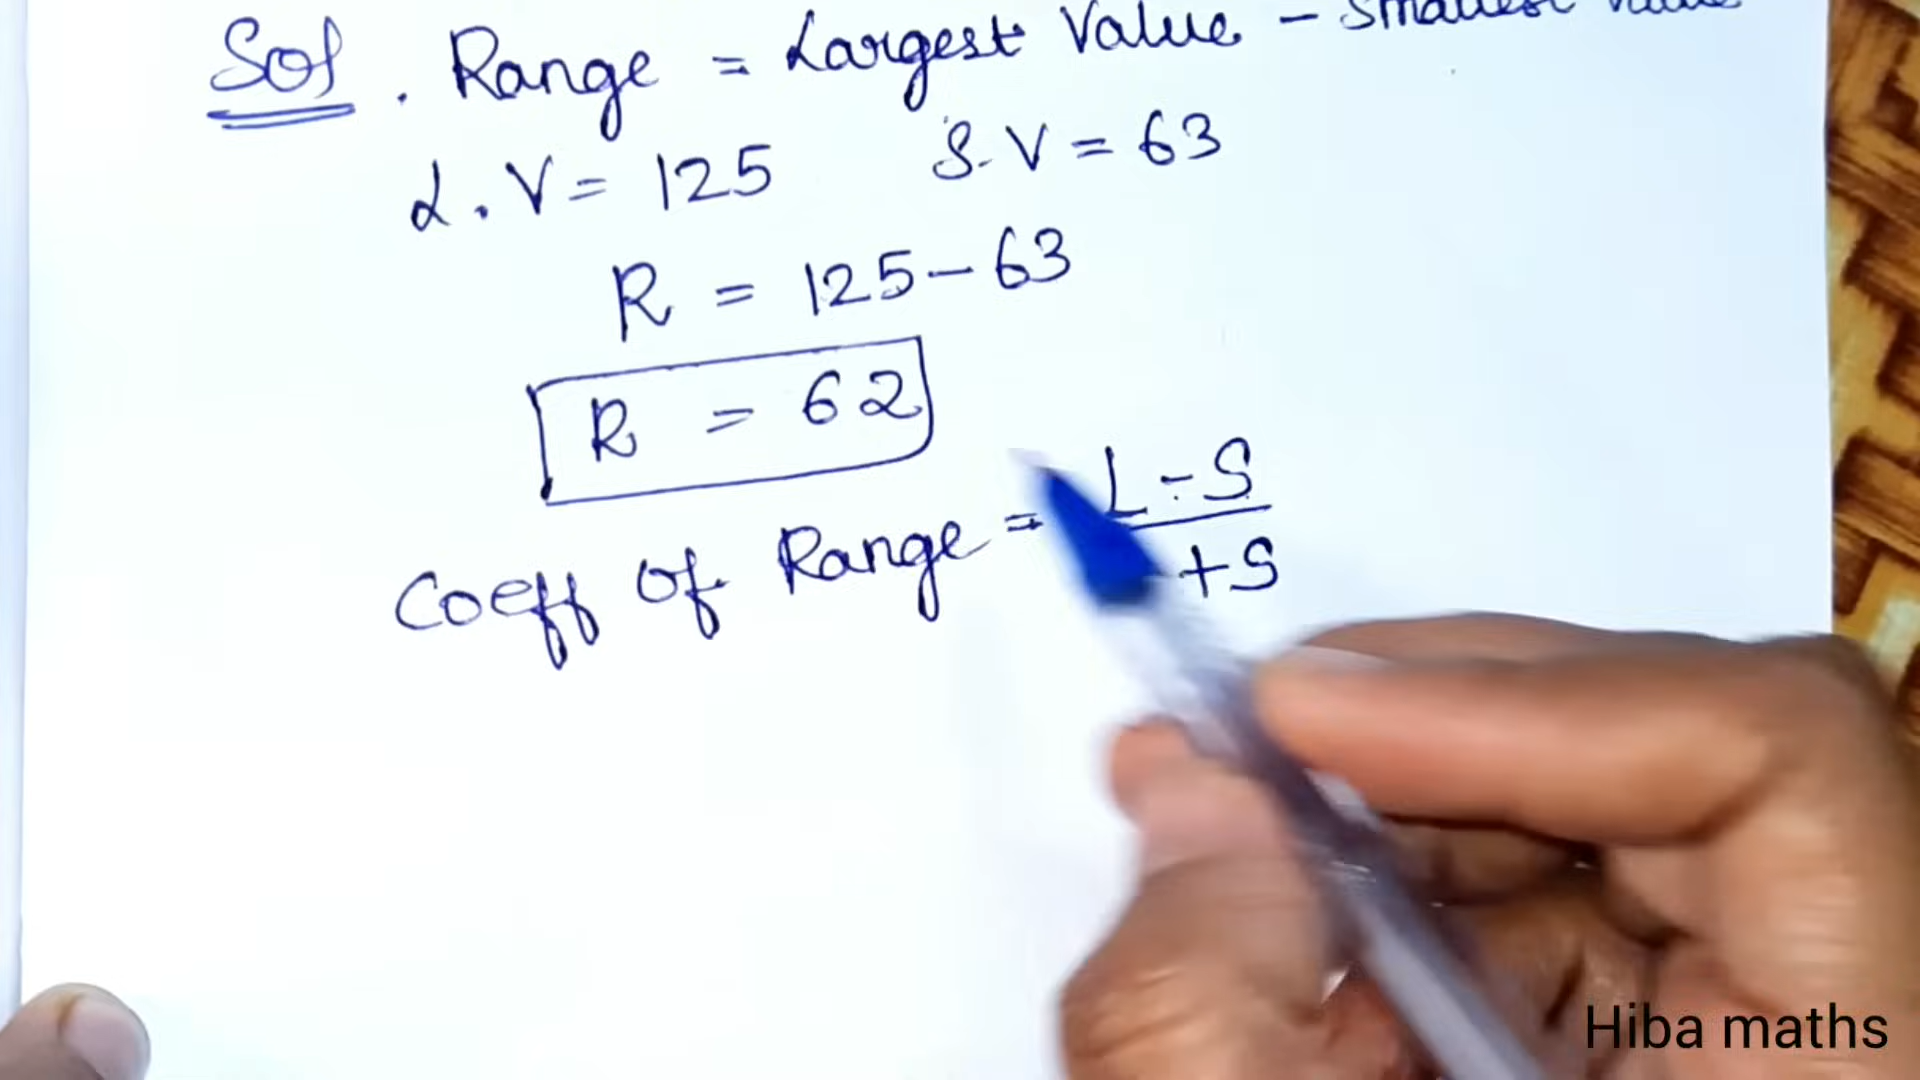 Sol. Range = Largest Value - Smallest Value
L.V = 125 S.V = 63
R = 125 - 63
R = 62
Coeff of Range = L - S
+ S
Hiba maths